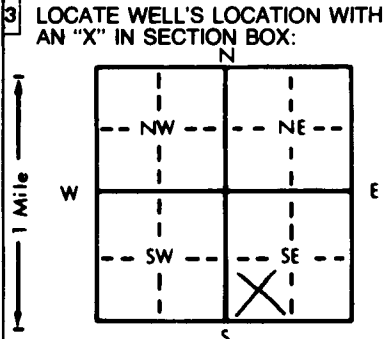 3 LOCATE WELL'S LOCATION WITH
AN "X" IN SECTION BOX:
N
NW NE
1 Mile
W E
SW SE
X
S